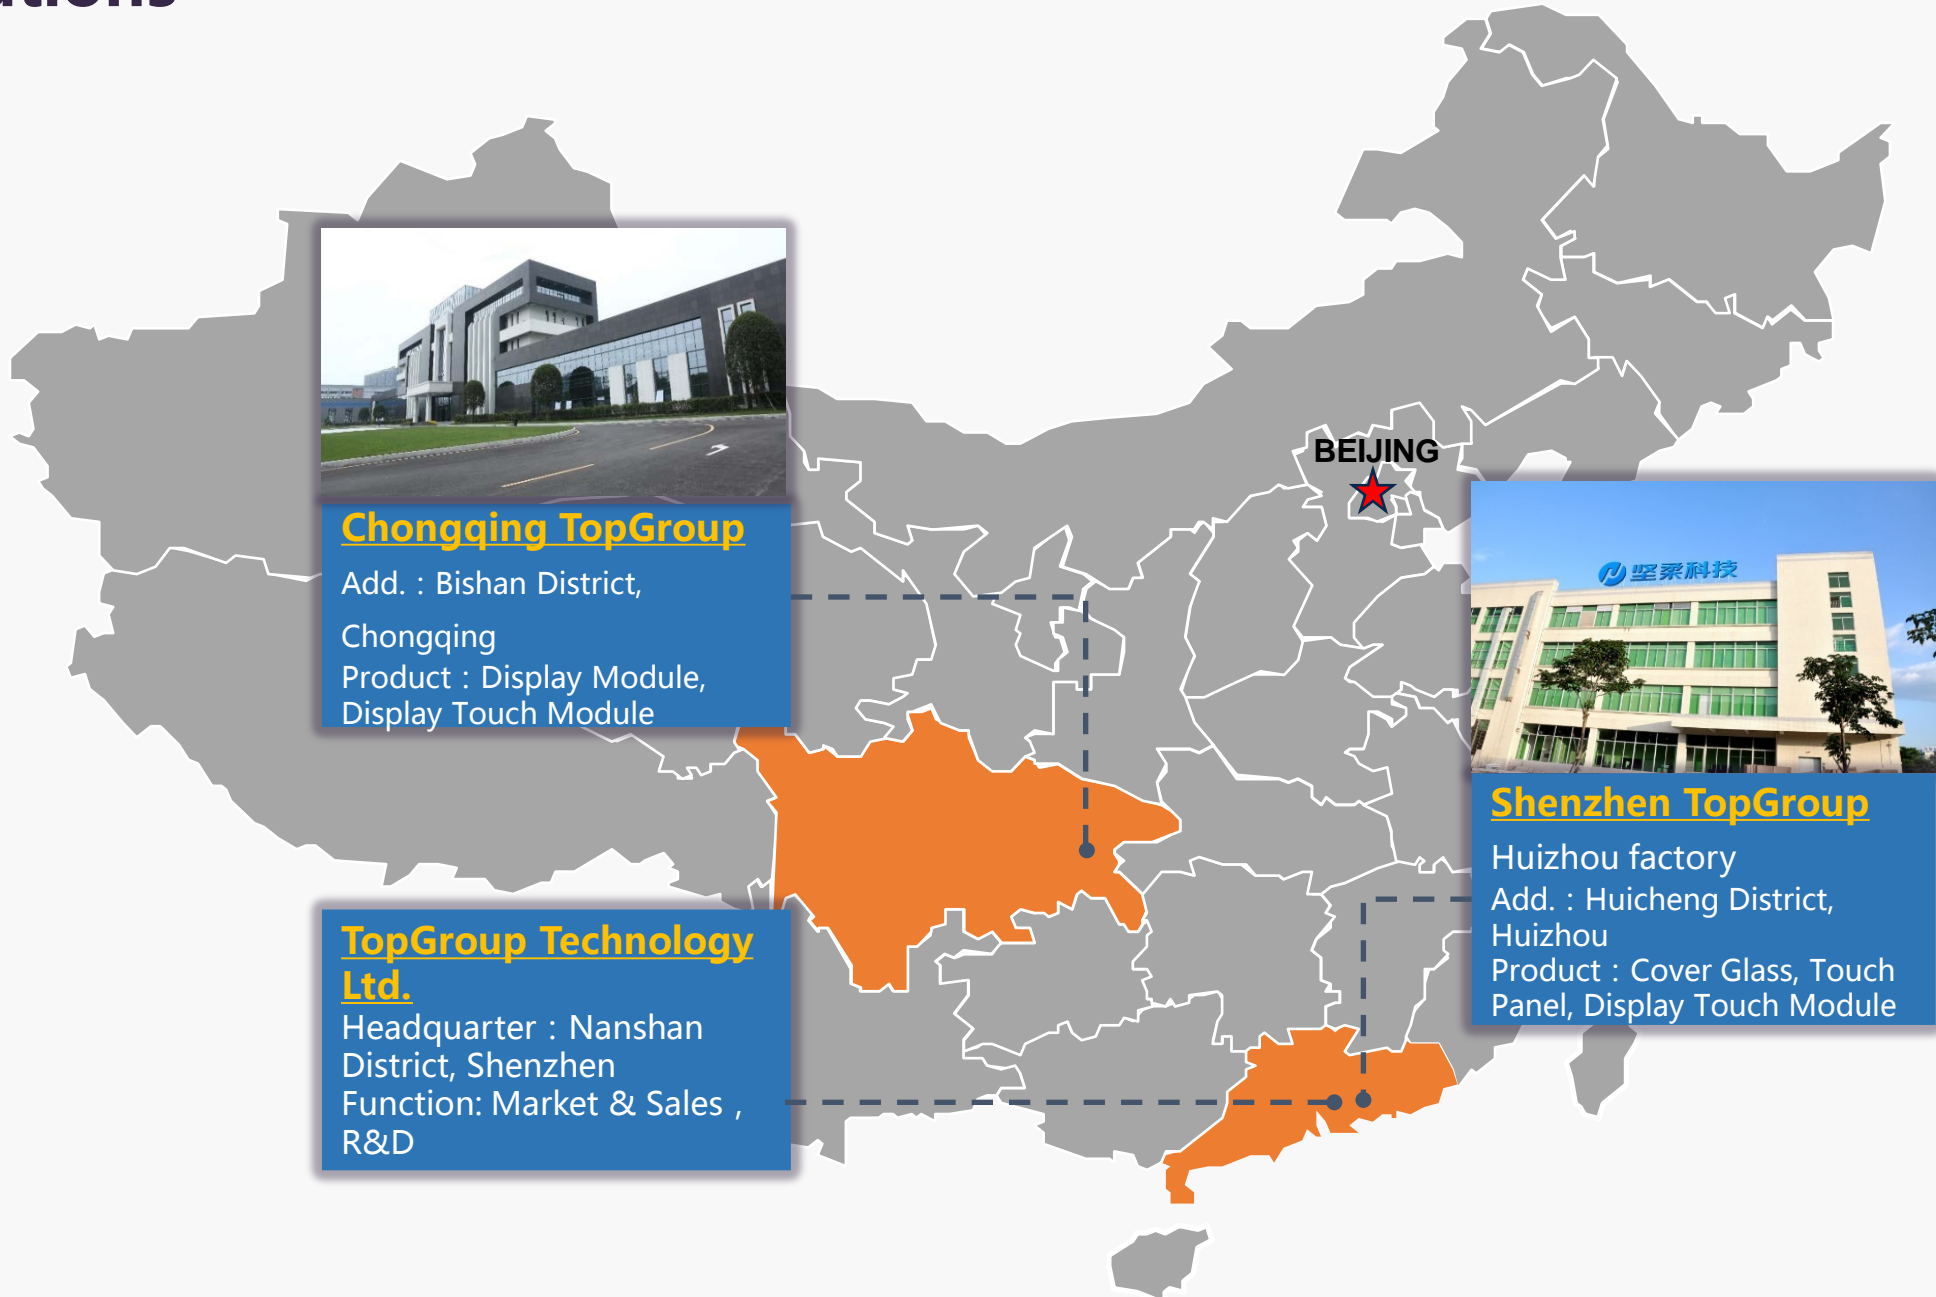 BEIJING
Chongqing TopGroup
Add.：Bishan District,
Chongqing
Product：Display Module,
Display Touch Module
坚柔科技
Shenzhen TopGroup
Huizhou factory
Add.：Huicheng District,
Huizhou
Product：Cover Glass, Touch
Panel, Display Touch Module
TopGroup Technology
Ltd.
Headquarter：Nanshan
District, Shenzhen
Function: Market & Sales ,
R&D